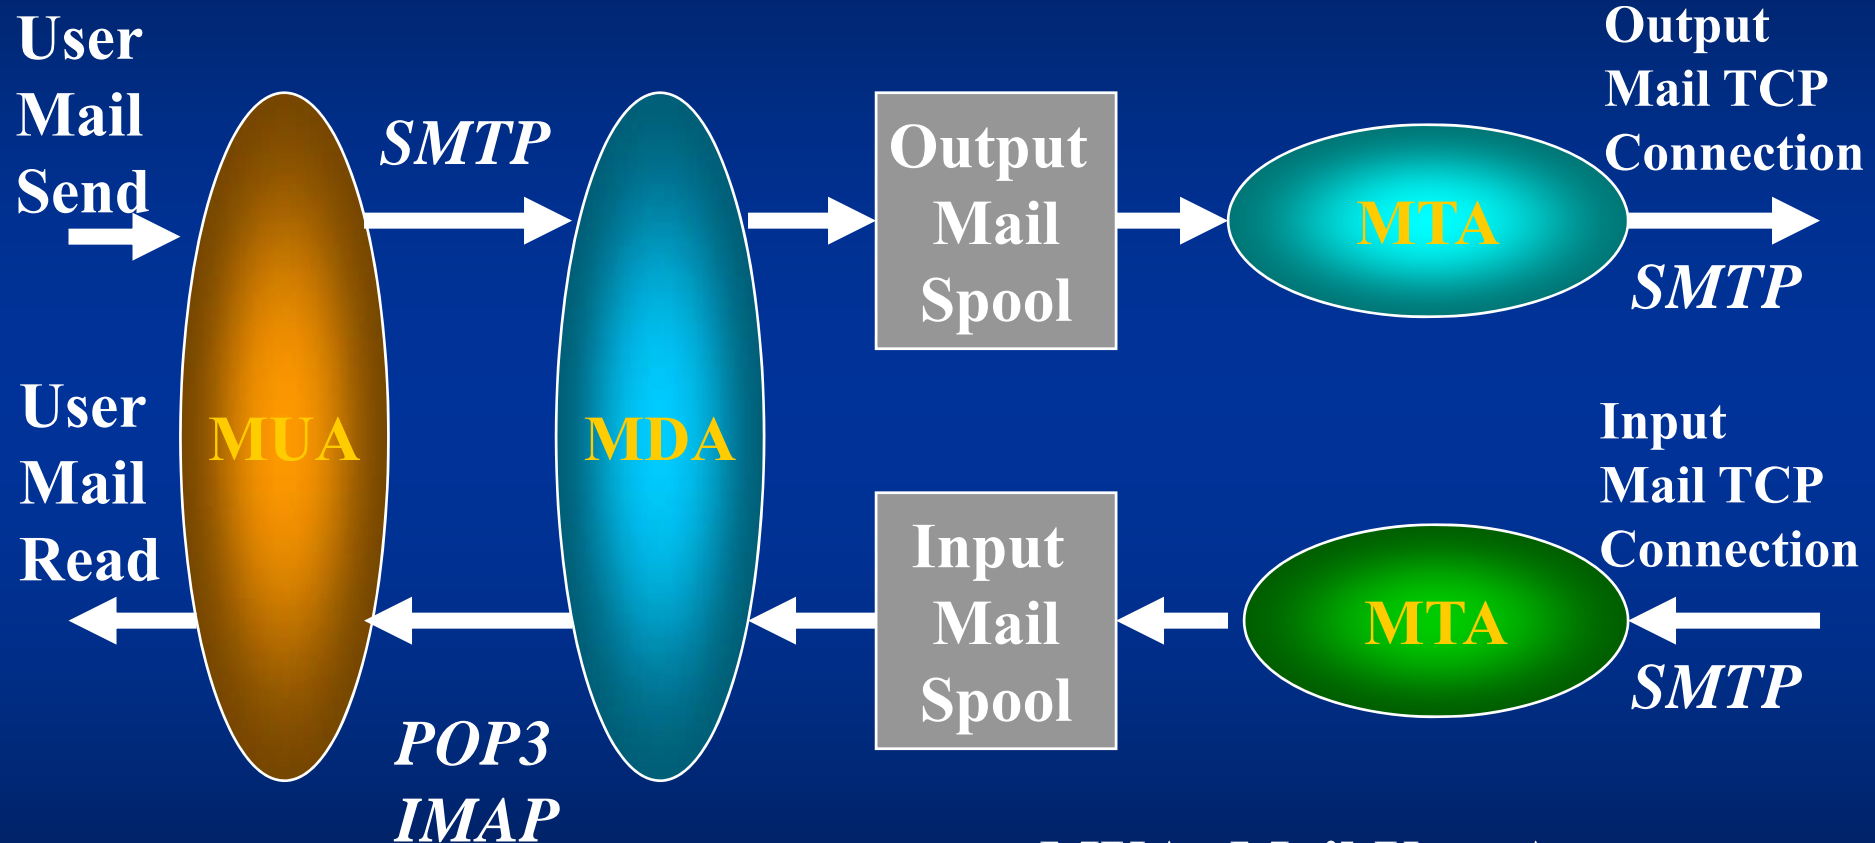 User
Mail
Send
SMTP
Output
Mail
Spool
MTA
Output
Mail TCP
Connection
SMTP
User
Mail
Read
MUA
MDA
Input
Mail
Spool
MTA
Input
Mail TCP
Connection
SMTP
POP3
IMAP